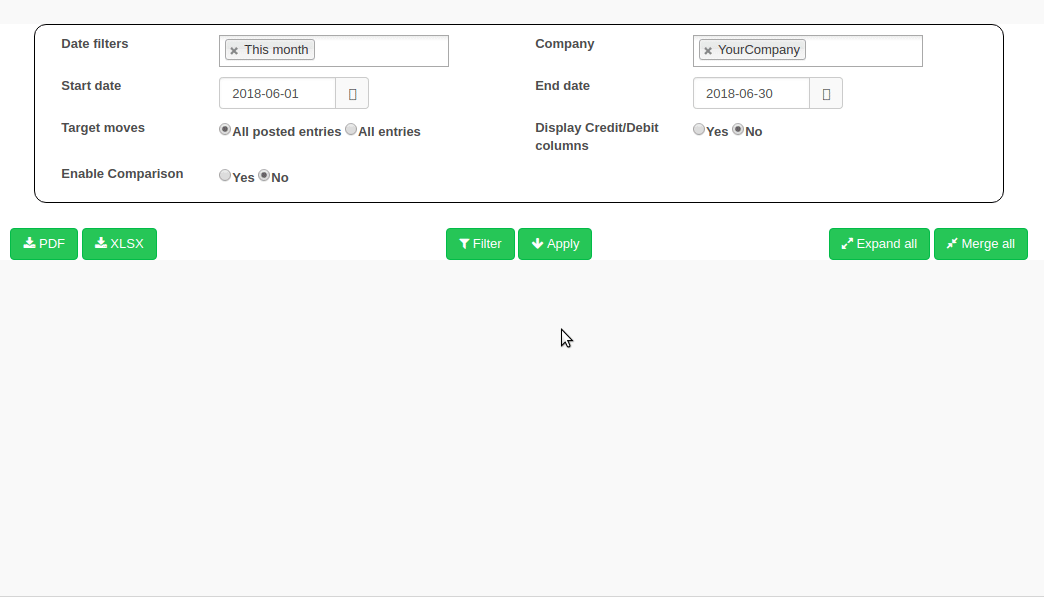 Date filters
This month
Company
YourCompany
Start date
2018-06-01
End date
2018-06-30
Target moves
All posted entries All entries
Display Credit/Debit
columns
Yes No
Enable Comparison
Yes No
PDF XLSX Filter Apply Expand all Merge all